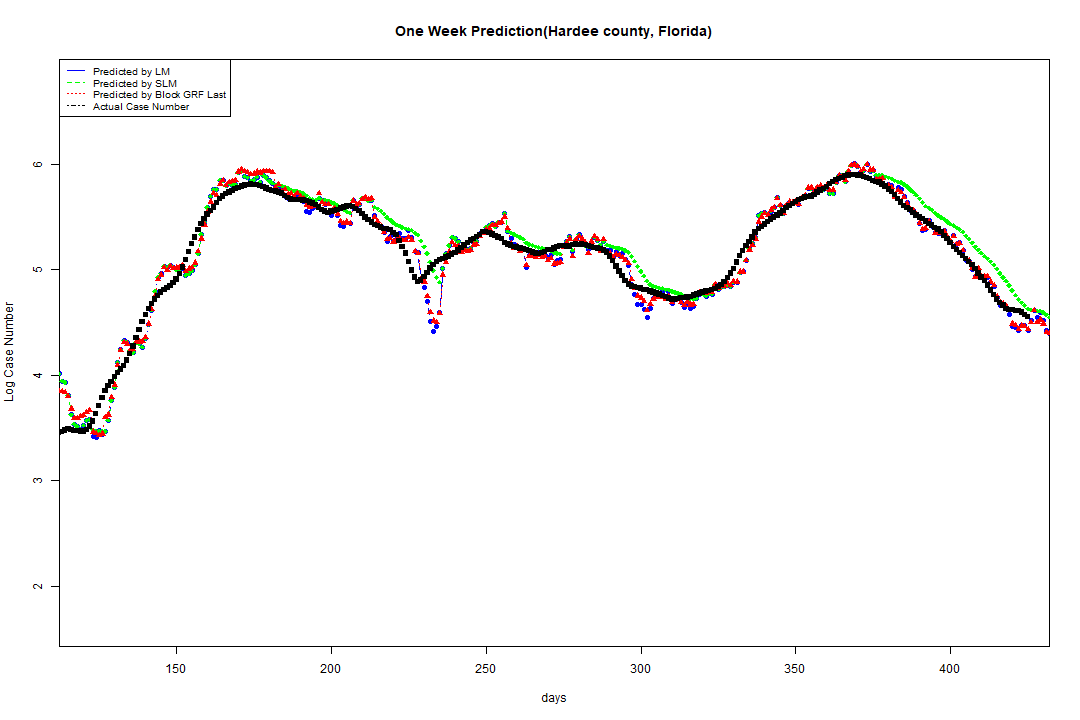 One Week Prediction(Hardee county, Florida)
Predicted by LM
Predicted by SLM
Predicted by Block GRF Last
Actual Case Number
6
5
4
3
2
Log Case Number
150 200 250 300 350 400
days